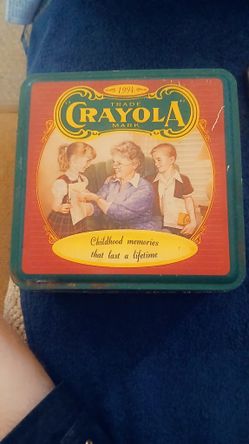 1994
TRADE
CRAYOLA
MARK
Childhood memories
that last a lifetime